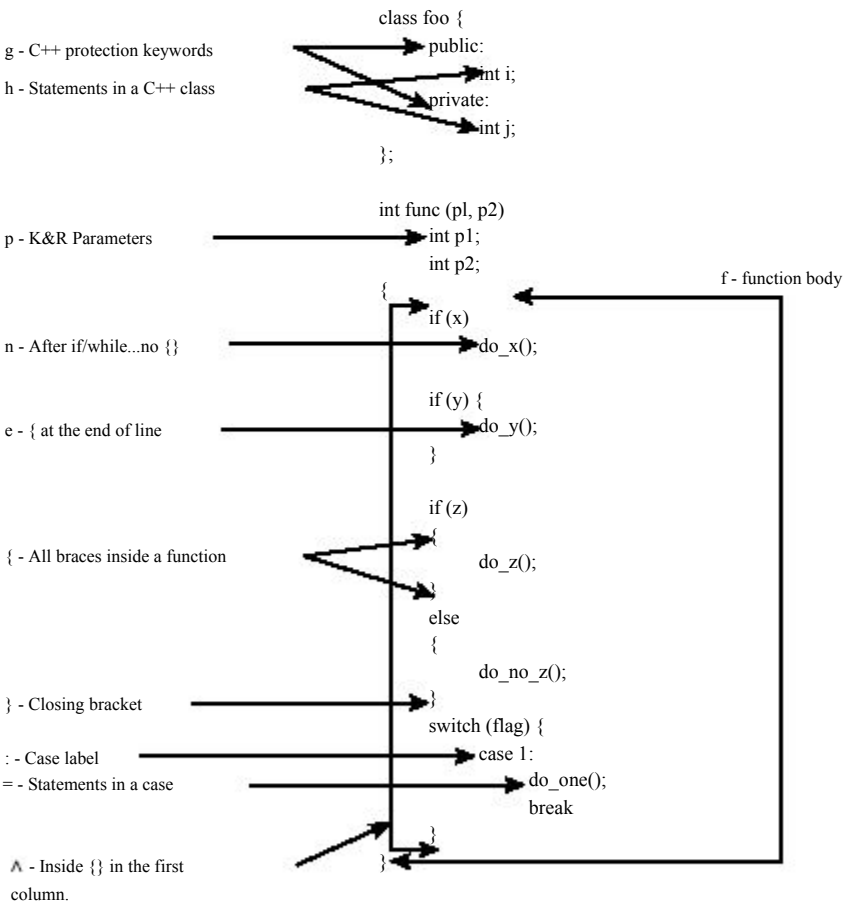 class foo {
g - C++ protection keywords
public:
int i;
h - Statements in a C++ class
private:
int j;
};
int func (pl, p2)
p - K&R Parameters
int p1;
int p2;
f - function body
{
if (x)
n - After if/while...no {}
do_x();
if (y) {
e - { at the end of line
do_y();
}
if (z)
{
{ - All braces inside a function
do_z();
}
else
{
do_no_z();
} - Closing bracket
}
switch (flag) {
: - Case label
case 1:
= - Statements in a case
do_one();
break
}
}
^ - Inside {} in the first
column.